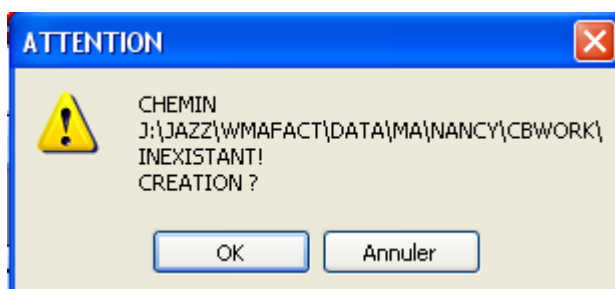 ATTENTION
CHEMIN
J:\JAZZ\WMAFACT\DATA\MA\NANCY\CBWORK\
INEXISTANT!
CREATION ?
OK
Annuler